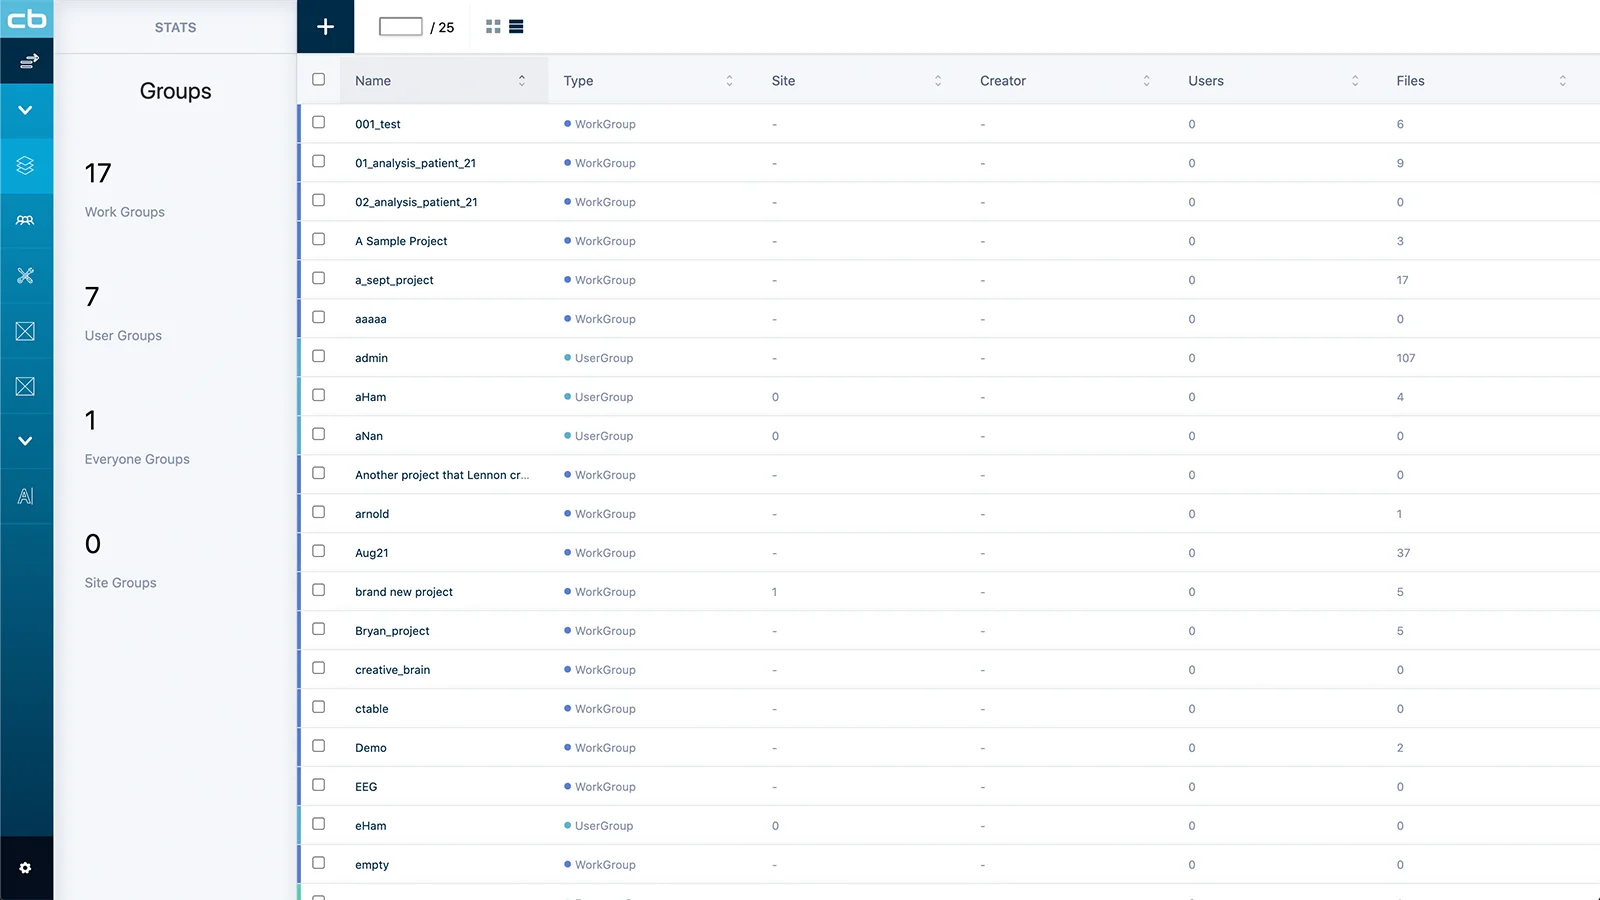 cb
STATS
+
/ 25
Groups
17
Work Groups
7
User Groups
1
Everyone Groups
0
Site Groups
A
Name Type Site Creator Users Files
001_test WorkGroup - - 0 6
01_analysis_patient_21 WorkGroup - - 0 9
02_analysis_patient_21 WorkGroup - - 0 0
A Sample Project WorkGroup - - 0 3
a_sept_project WorkGroup - - 0 17
aaaaa WorkGroup - - 0 0
admin UserGroup - - 0 107
aHam UserGroup 0 - 0 4
aNan UserGroup 0 - 0 0
Another project that Lennon cr... WorkGroup - - 0 0
arnold WorkGroup - - 0 1
Aug21 WorkGroup - - 0 37
brand new project WorkGroup 1 - 0 5
Bryan_project WorkGroup - - 0 5
creative_brain WorkGroup - - 0 0
ctable WorkGroup - - 0 0
Demo WorkGroup - - 0 2
EEG WorkGroup - - 0 0
eHam UserGroup 0 - 0 0
empty WorkGroup - - 0 0